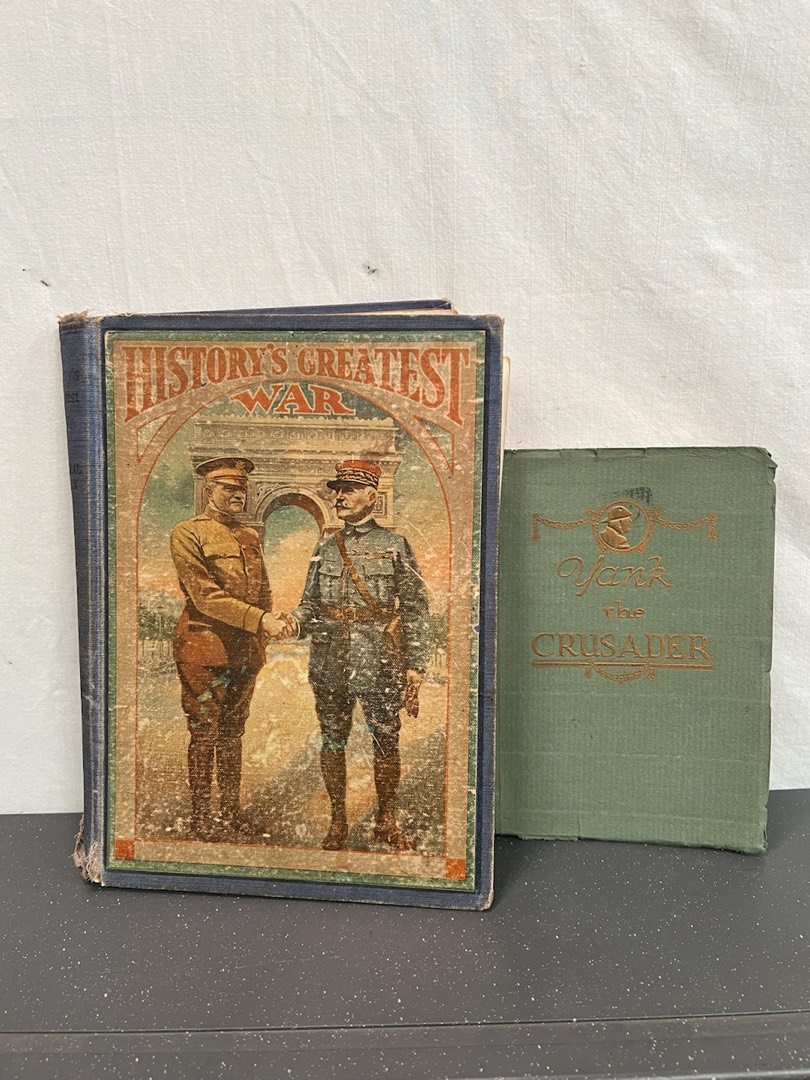 HISTORY'S GREATEST
WAR
Yank
the
CRUSADER